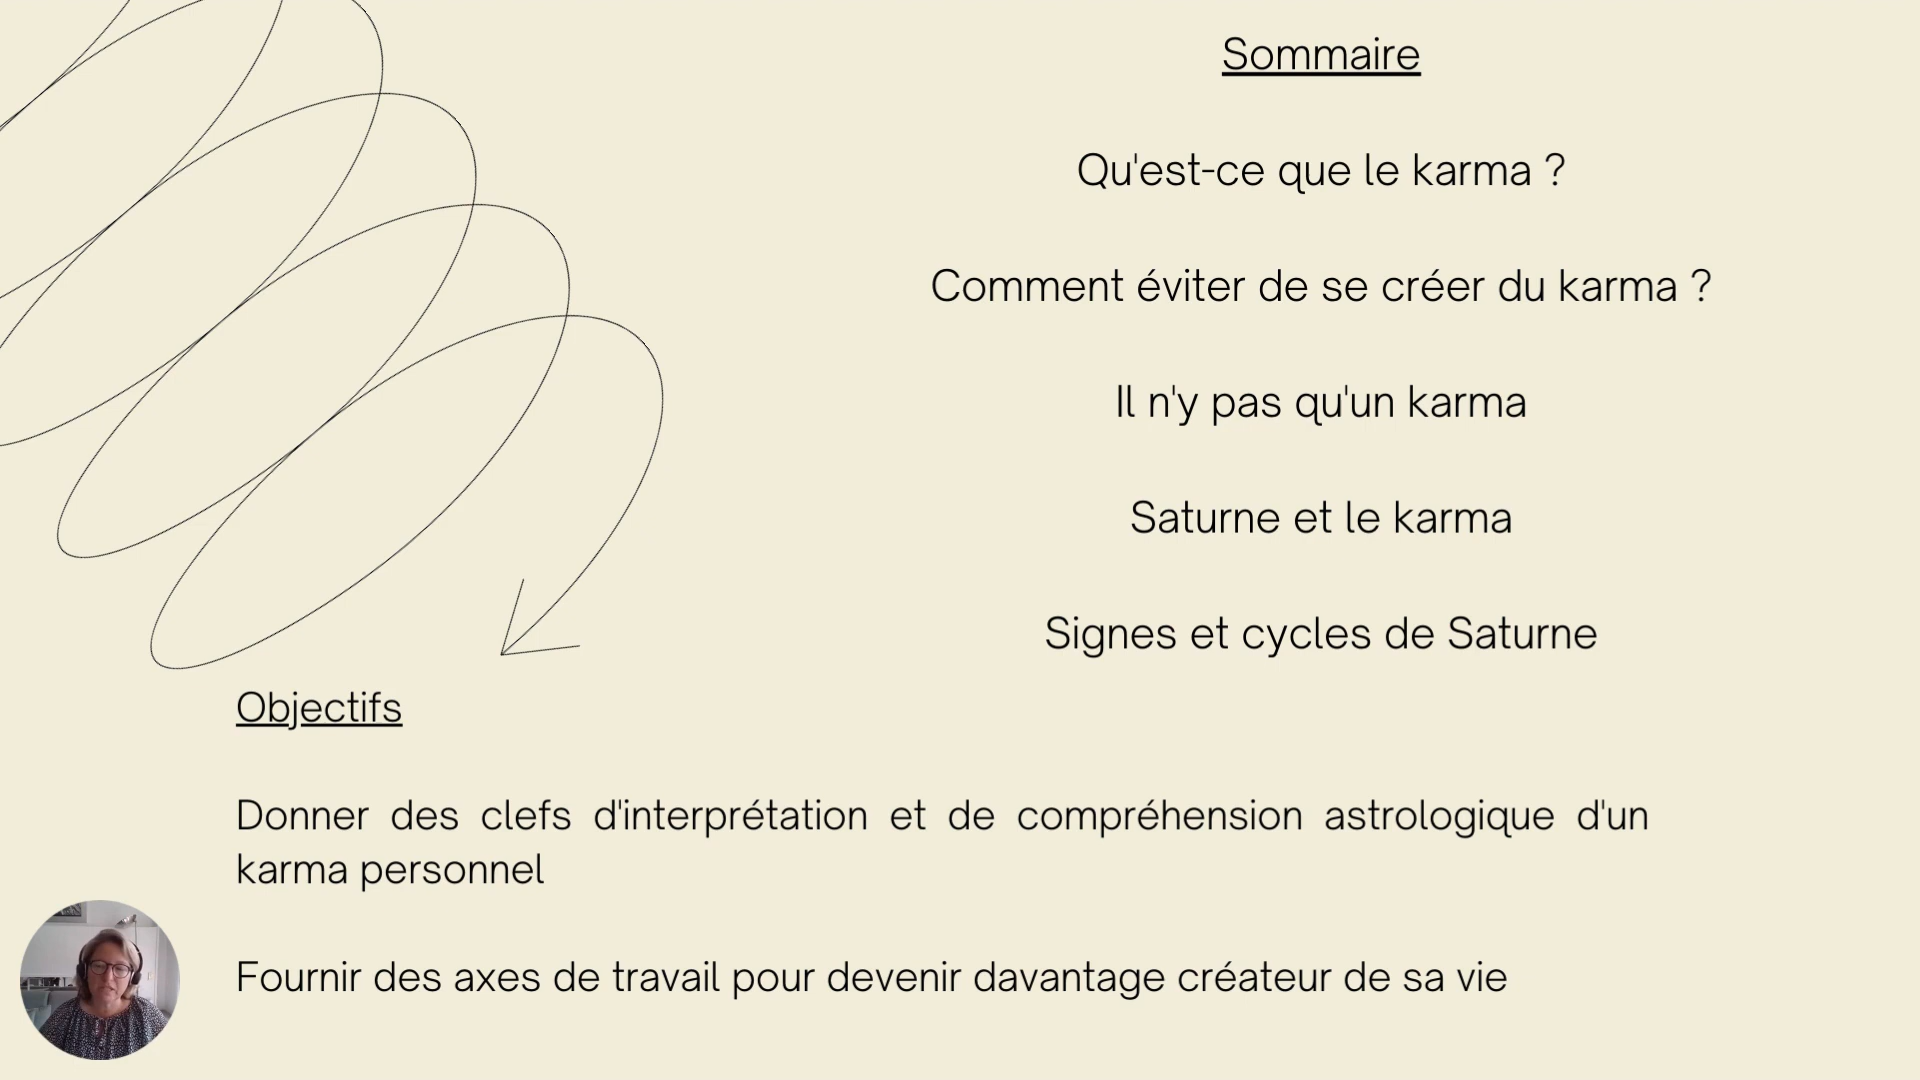 Sommaire
Qu'est-ce que le karma ?
Comment éviter de se créer du karma ?
Il n'y pas qu'un karma
Saturne et le karma
Signes et cycles de Saturne
Objectifs
Donner des clefs d'interprétation et de compréhension astrologique d'un
karma personnel
Fournir des axes de travail pour devenir davantage créateur de sa vie